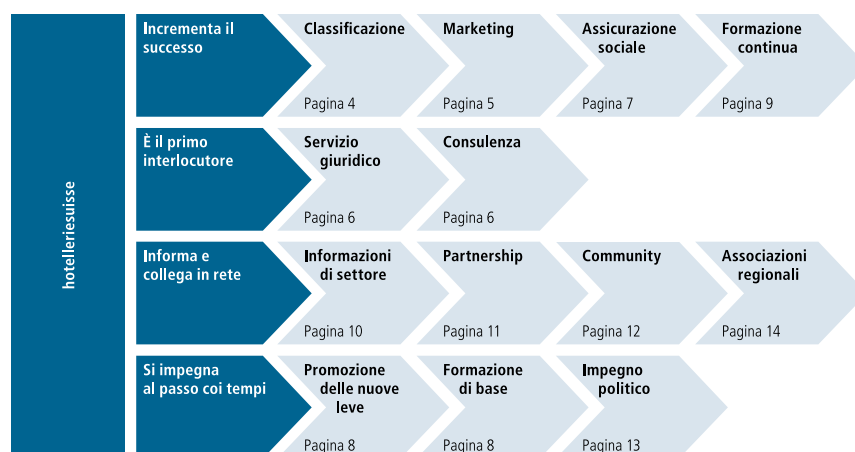 hotelleriesuisse
Incrementa il
successo
Classificazione
Pagina 4
Marketing
Pagina 5
Assicurazione
sociale
Pagina 7
Formazione
continua
Pagina 9
È il primo
interlocutore
Servizio
giuridico
Pagina 6
Consulenza
Pagina 6
Informa e
collega in rete
Informazioni
di settore
Pagina 10
Partnership
Pagina 11
Community
Pagina 12
Associazioni
regionali
Pagina 14
Si impegna
al passo coi tempi
Promozione
delle nuove
leve
Pagina 8
Formazione
di base
Pagina 8
Impegno
politico
Pagina 13